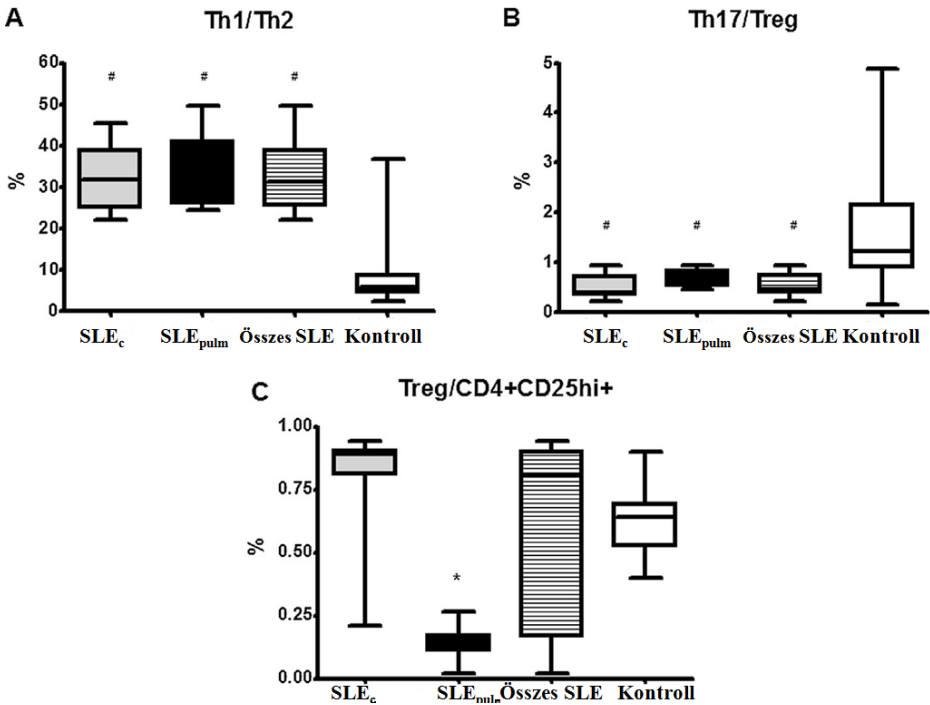 A
Th1/Th2
60
50
40
30
20
10
0
%
# # #
SLEc SLEpulm Összes SLE Kontroll
B
Th17/Treg
5
4
3
2
1
0
%
# # #
SLEc SLEpulm Összes SLE Kontroll
C
Treg/CD4+CD25hi+
1.00
0.75
0.50
0.25
0.00
%
*
SLEc SLEpulm Összes SLE Kontroll